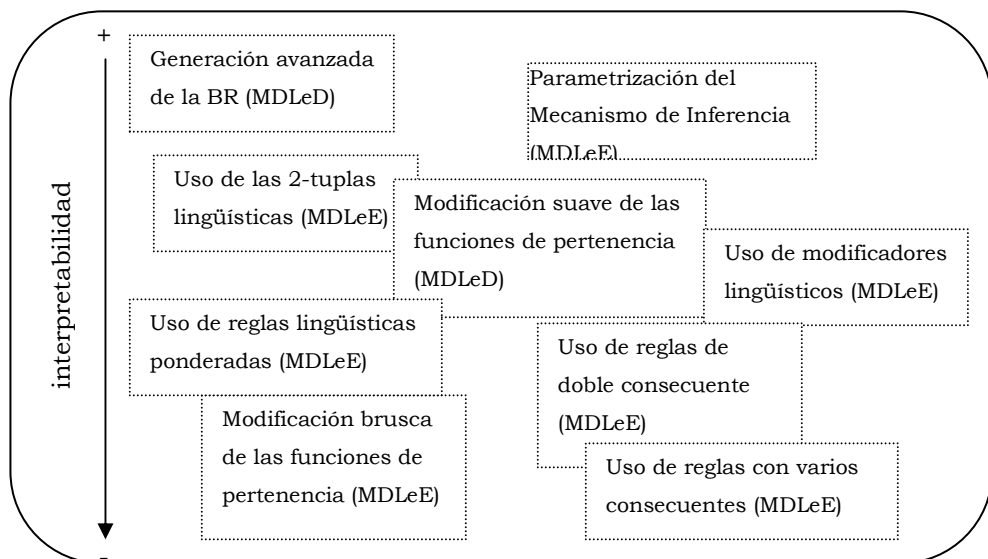 +
Generación avanzada
de la BR (MDLeD)
Parametrización del
Mecanismo de Inferencia
(MDLeE)
Uso de las 2-tuplas
lingüísticas (MDLeE)
Modificación suave de las
funciones de pertenencia
(MDLeD)
Uso de modificadores
lingüísticos (MDLeE)
interpretabilidad
Uso de reglas lingüísticas
ponderadas (MDLeE)
Uso de reglas de
doble consecuente
(MDLeE)
Modificación brusca
de las funciones de
pertenencia (MDLeE)
Uso de reglas con varios
consecuentes (MDLeE)
-